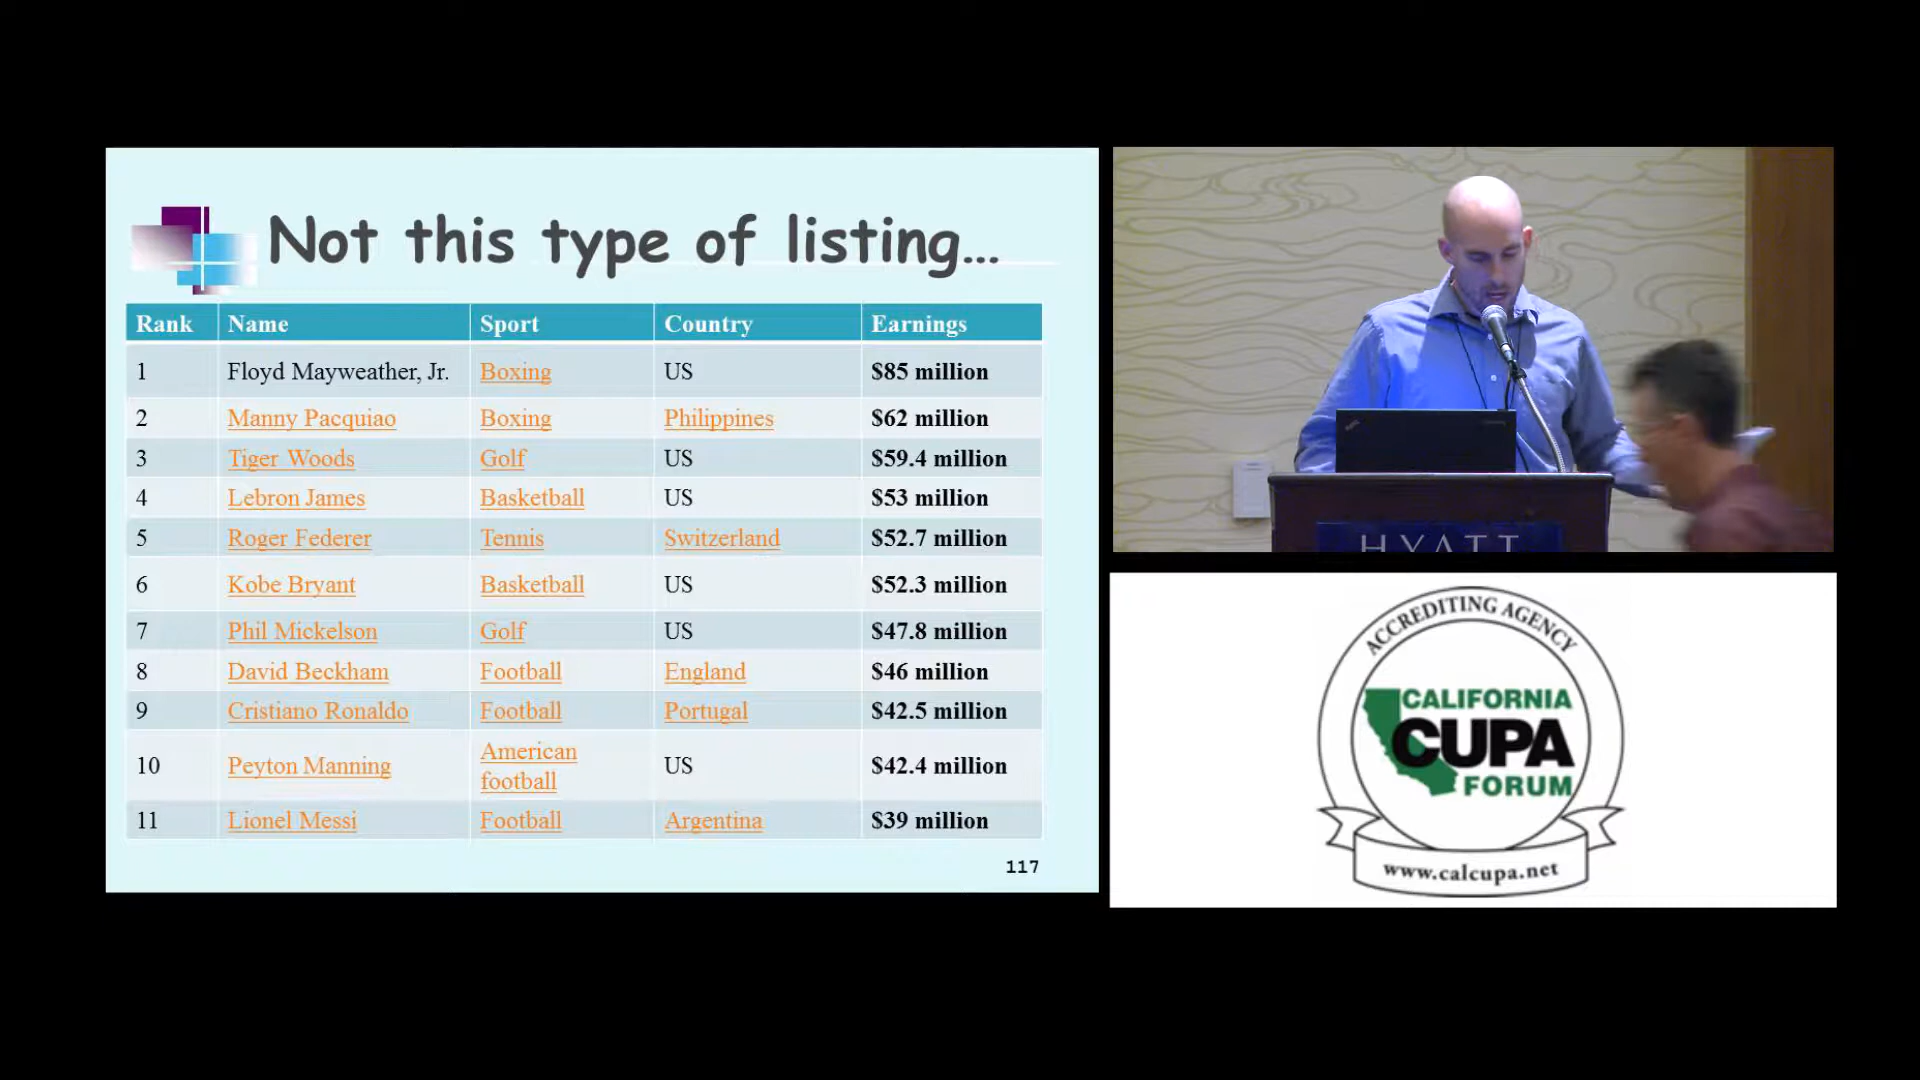 Not this type of listing...
Rank Name Sport Country Earnings
1 Floyd Mayweather, Jr. Boxing US $85 million
2 Manny Pacquiao Boxing Philippines $62 million
3 Tiger Woods Golf US $59.4 million
4 Lebron James Basketball US $53 million
5 Roger Federer Tennis Switzerland $52.7 million
6 Kobe Bryant Basketball US $52.3 million
7 Phil Mickelson Golf US $47.8 million
8 David Beckham Football England $46 million
9 Cristiano Ronaldo Football Portugal $42.5 million
10 Peyton Manning American football US $42.4 million
11 Lionel Messi Football Argentina $39 million
117
HYATT
ACCREDITING AGENCY
CALIFORNIA
CUPA
FORUM
www.calcupa.net